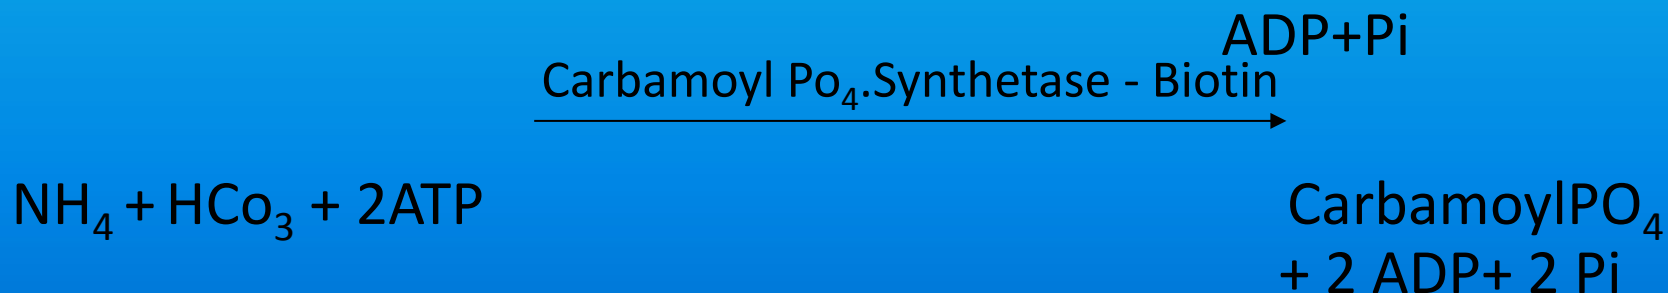 ADP+Pi
Carbamoyl Po₄.Synthetase - Biotin
NH₄ + HCo₃ + 2ATP
CarbamoylPO₄
+ 2 ADP+ 2 Pi